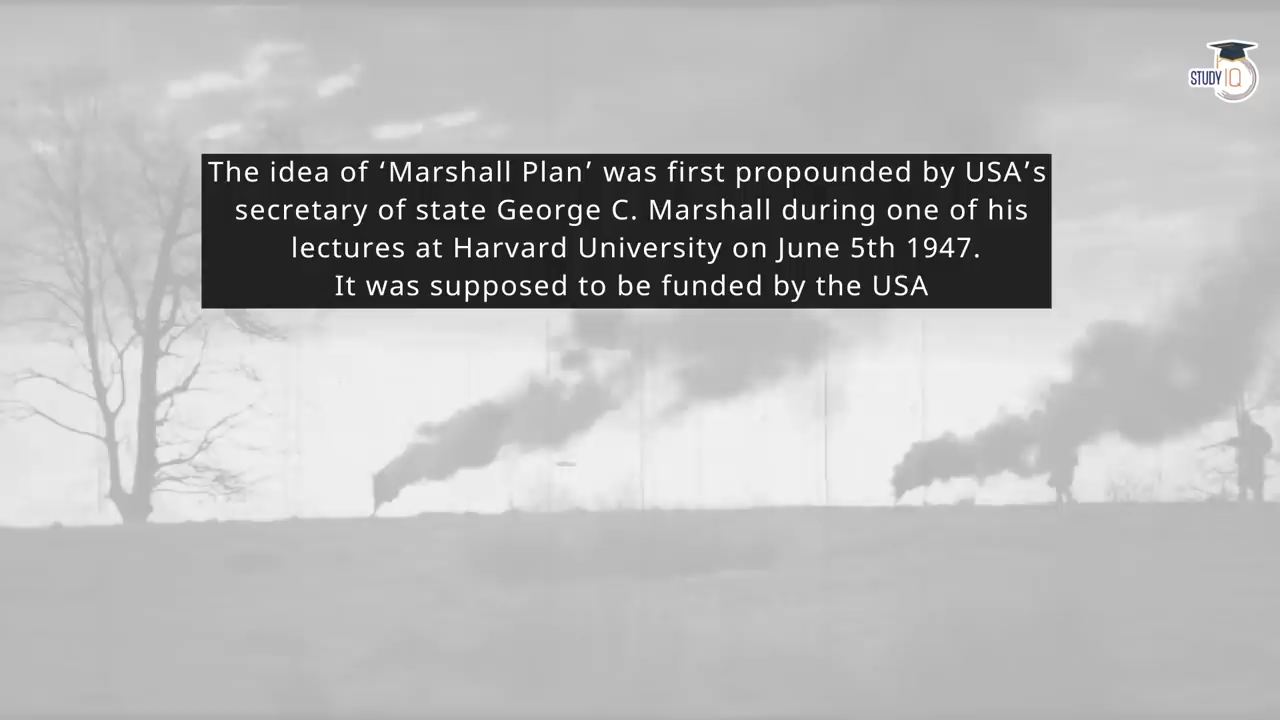 STUDY IQ
The idea of ‘Marshall Plan’ was first propounded by USA’s
secretary of state George C. Marshall during one of his
lectures at Harvard University on June 5th 1947.
It was supposed to be funded by the USA